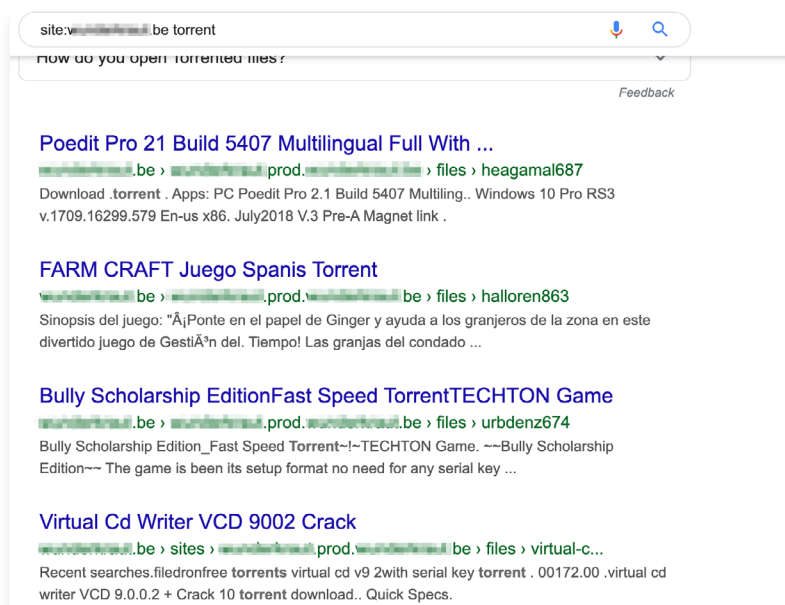 site: be torrent
How do you open Torrented files?
Feedback
Poedit Pro 21 Build 5407 Multilingual Full With ...
.be › prod. › files › heagamal687
Download .torrent . Apps: PC Poedit Pro 2.1 Build 5407 Multiling.. Windows 10 Pro RS3
v.1709.16299.579 En-us x86. July2018 V.3 Pre-A Magnet link .
FARM CRAFT Juego Spanis Torrent
be › .prod. be › files › halloren863
Sinopsis del juego: "Â¡Ponte en el papel de Ginger y ayuda a los granjeros de la zona en este
divertido juego de GestiÃ³n del. Tiempo! Las granjas del condado ...
Bully Scholarship EditionFast Speed TorrentTECHTON Game
.be › .prod. .be › files › urbdenz674
Bully Scholarship Edition_Fast Speed Torrent~!~TECHTON Game. ~~Bully Scholarship
Edition~~ The game is been its setup format no need for any serial key ...
Virtual Cd Writer VCD 9002 Crack
.be › sites › .prod. be › files › virtual-c...
Recent searches.filedronfree torrents virtual cd v9 2with serial key torrent . 00172.00 .virtual cd
writer VCD 9.0.0.2 + Crack 10 torrent download.. Quick Specs.